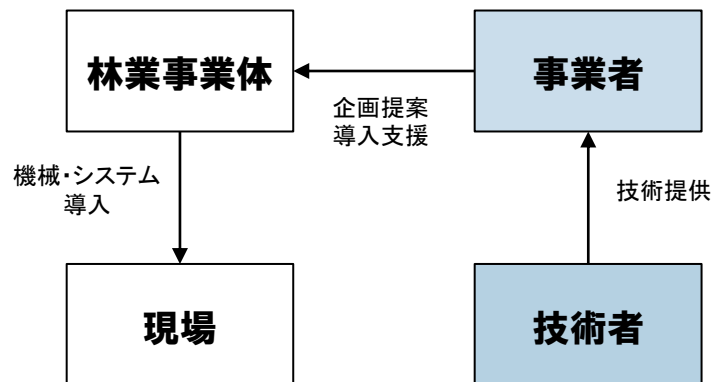 林業事業体
事業者
企画提案
導入支援
機械・システム
導入
技術提供
現場
技術者